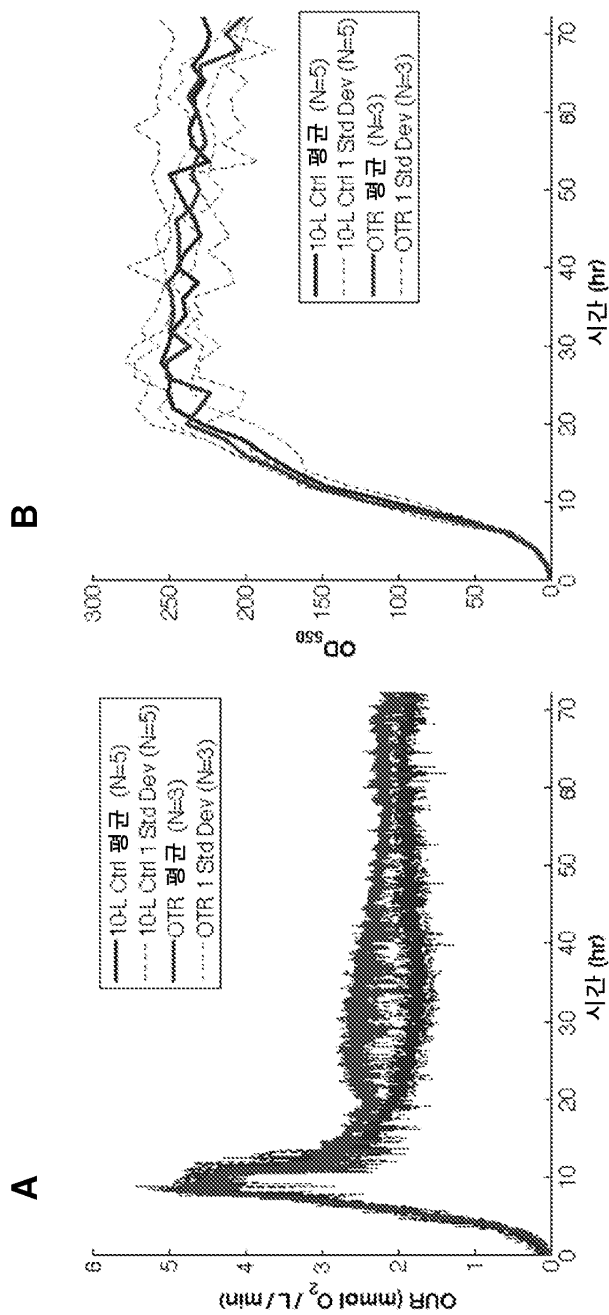 A
6
5
4
3
2
1
0
OUR (mmol O2 / L / min)
10-L Ctrl 평균 (N=5)
10-L Ctrl 1 Std Dev (N=5)
OTR 평균 (N=3)
OTR 1 Std Dev (N=3)
0 10 20 30 40 50 60 70
시간 (hr)
B
300
250
200
150
100
50
0
OD550
10-L Ctrl 평균 (N=5)
10-L Ctrl 1 Std Dev (N=5)
OTR 평균 (N=3)
OTR 1 Std Dev (N=3)
0 10 20 30 40 50 60 70
시간 (hr)